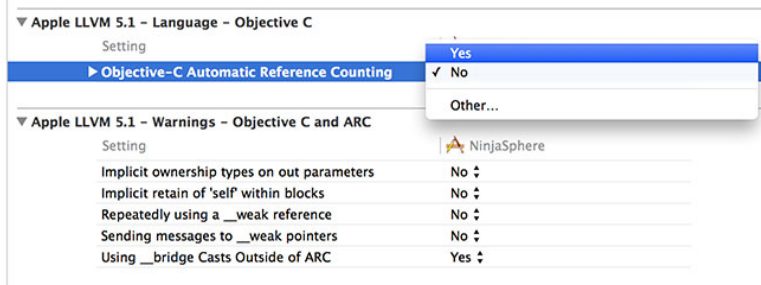 Apple LLVM 5.1 – Language – Objective C
Setting
Yes
Objective-C Automatic Reference Counting
✓ No
Other...
Apple LLVM 5.1 – Warnings – Objective C and ARC
Setting NinjaSphere
Implicit ownership types on out parameters No
Implicit retain of 'self' within blocks No
Repeatedly using a __weak reference No
Sending messages to __weak pointers No
Using __bridge Casts Outside of ARC Yes